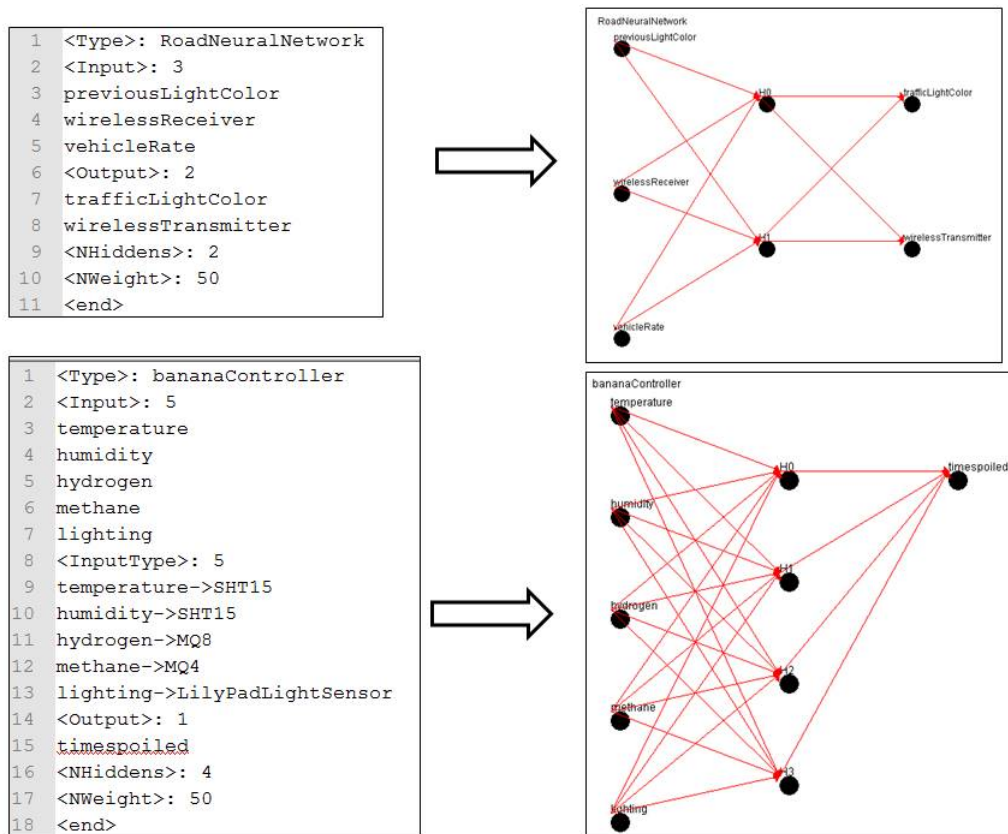 1 <Type>: RoadNeuralNetwork
2 <Input>: 3
3 previousLightColor
4 wirelessReceiver
5 vehicleRate
6 <Output>: 2
7 trafficLightColor
8 wirelessTransmitter
9 <NHiddens>: 2
10 <NWeight>: 50
11 <end>
RoadNeuralNetwork
previousLightColor
H0
trafficLightColor
wirelessReceiver
H1
wirelessTransmitter
vehicleRate
1 <Type>: bananaController
2 <Input>: 5
3 temperature
4 humidity
5 hydrogen
6 methane
7 lighting
8 <InputType>: 5
9 temperature->SHT15
10 humidity->SHT15
11 hydrogen->MQ8
12 methane->MQ4
13 lighting->LilyPadLightSensor
14 <Output>: 1
15 timespoiled
16 <NHiddens>: 4
17 <NWeight>: 50
18 <end>
bananaController
temperature
H0
timespoiled
humidity
H1
hydrogen
H2
methane
H3
lighting